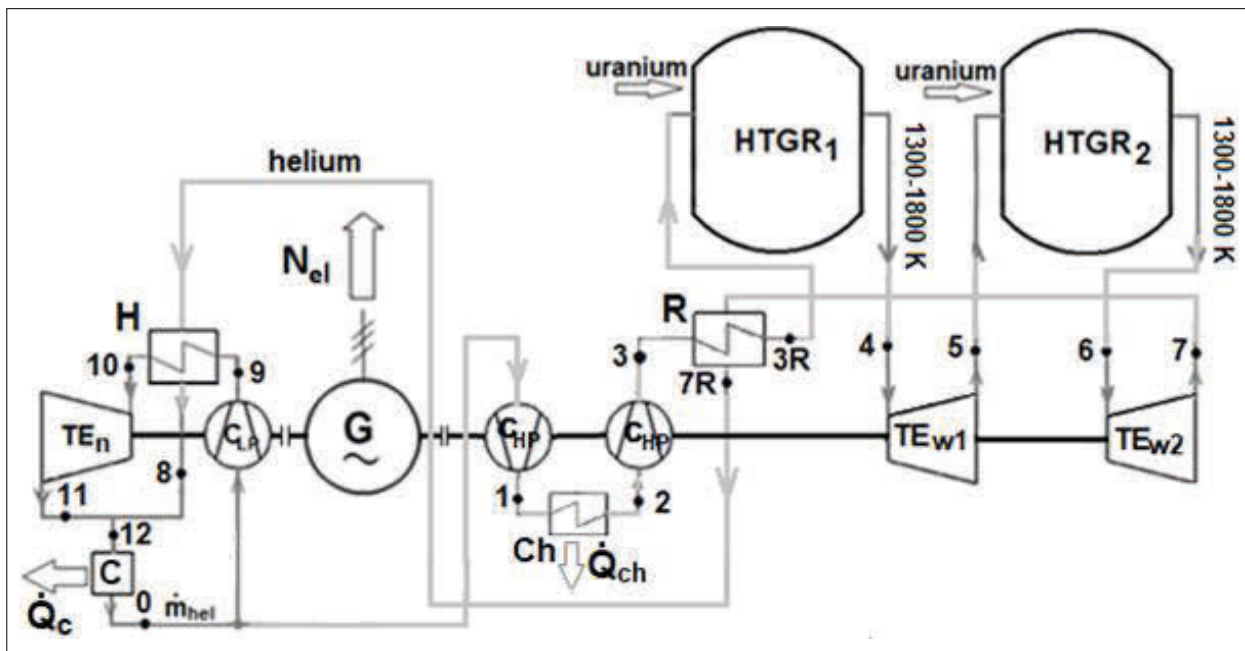 uranium
uranium
HTGR₁
HTGR₂
1300-1800 K
1300-1800 K
helium
Nel
H
R
10
9
3
3R
4
5
6
7
7R
TEn
CLP
G
~
CHP
CHP
TEw1
TEw2
8
11
1
2
12
Ch
Q̇ch
C
0
ṁhel
Q̇c